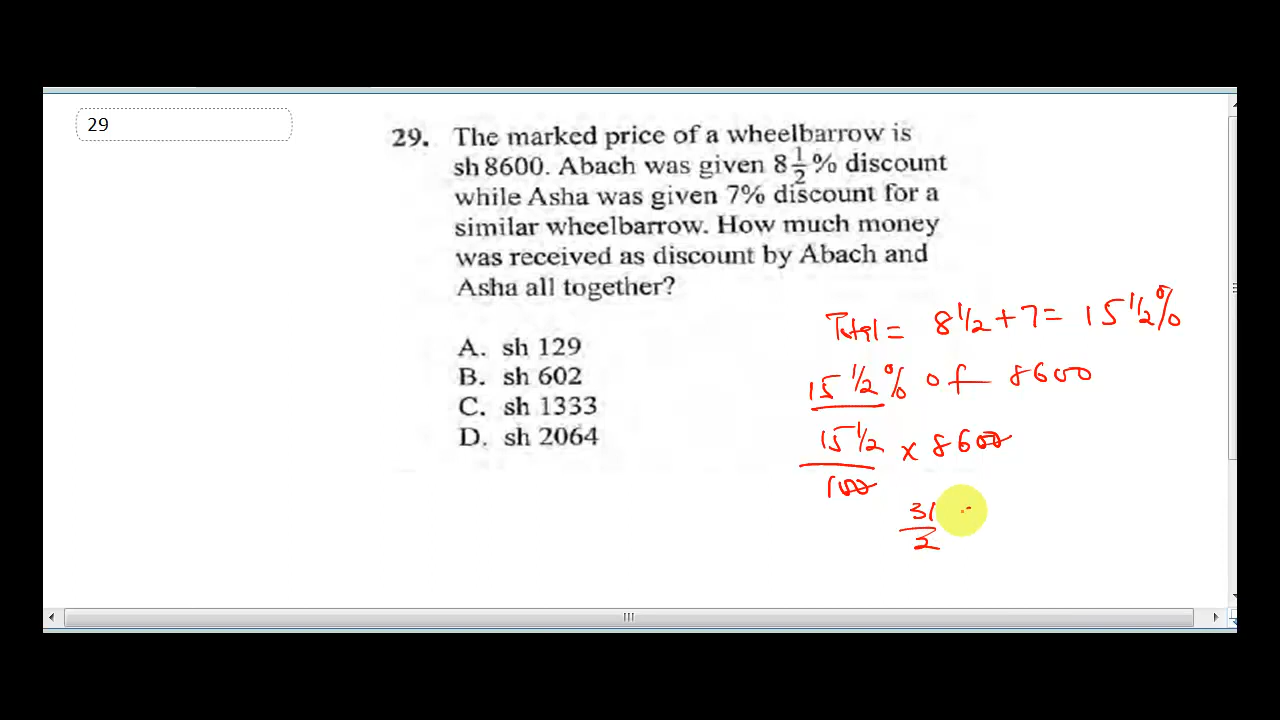 29
29. The marked price of a wheelbarrow is
sh 8600. Abach was given 8 1/2 % discount
while Asha was given 7% discount for a
similar wheelbarrow. How much money
was received as discount by Abach and
Asha all together?
A. sh 129
B. sh 602
C. sh 1333
D. sh 2064
Total = 8 1/2 + 7 = 15 1/2 %
15 1/2 % of 8600
15 1/2 x 8600
100
31
2